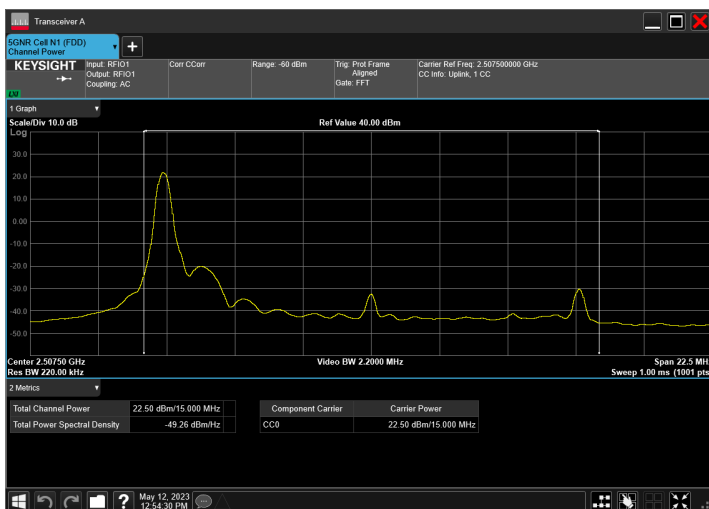 Transceiver A
5GNR Cell N1 (FDD)
Channel Power
KEYSIGHT
Input: RFIO1
Output: RFIO1
Coupling: AC
Corr CCorr
Range: -60 dBm
Trig: Prot Frame
Aligned
Gate: FFT
Carrier Ref Freq: 2.507500000 GHz
CC Info: Uplink, 1 CC
LXI
1 Graph
Scale/Div 10.0 dB
Ref Value 40.00 dBm
Log
30.0
20.0
10.0
0.00
-10.0
-20.0
-30.0
-40.0
-50.0
Center 2.50750 GHz
Video BW 2.2000 MHz
Span 22.5 MHz
Res BW 220.00 kHz
Sweep 1.00 ms (1001 pts
2 Metrics
Total Channel Power 22.50 dBm/15.000 MHz
Total Power Spectral Density -49.26 dBm/Hz
Component Carrier Carrier Power
CC0 22.50 dBm/15.000 MHz
May 12, 2023
12:54:30 PM